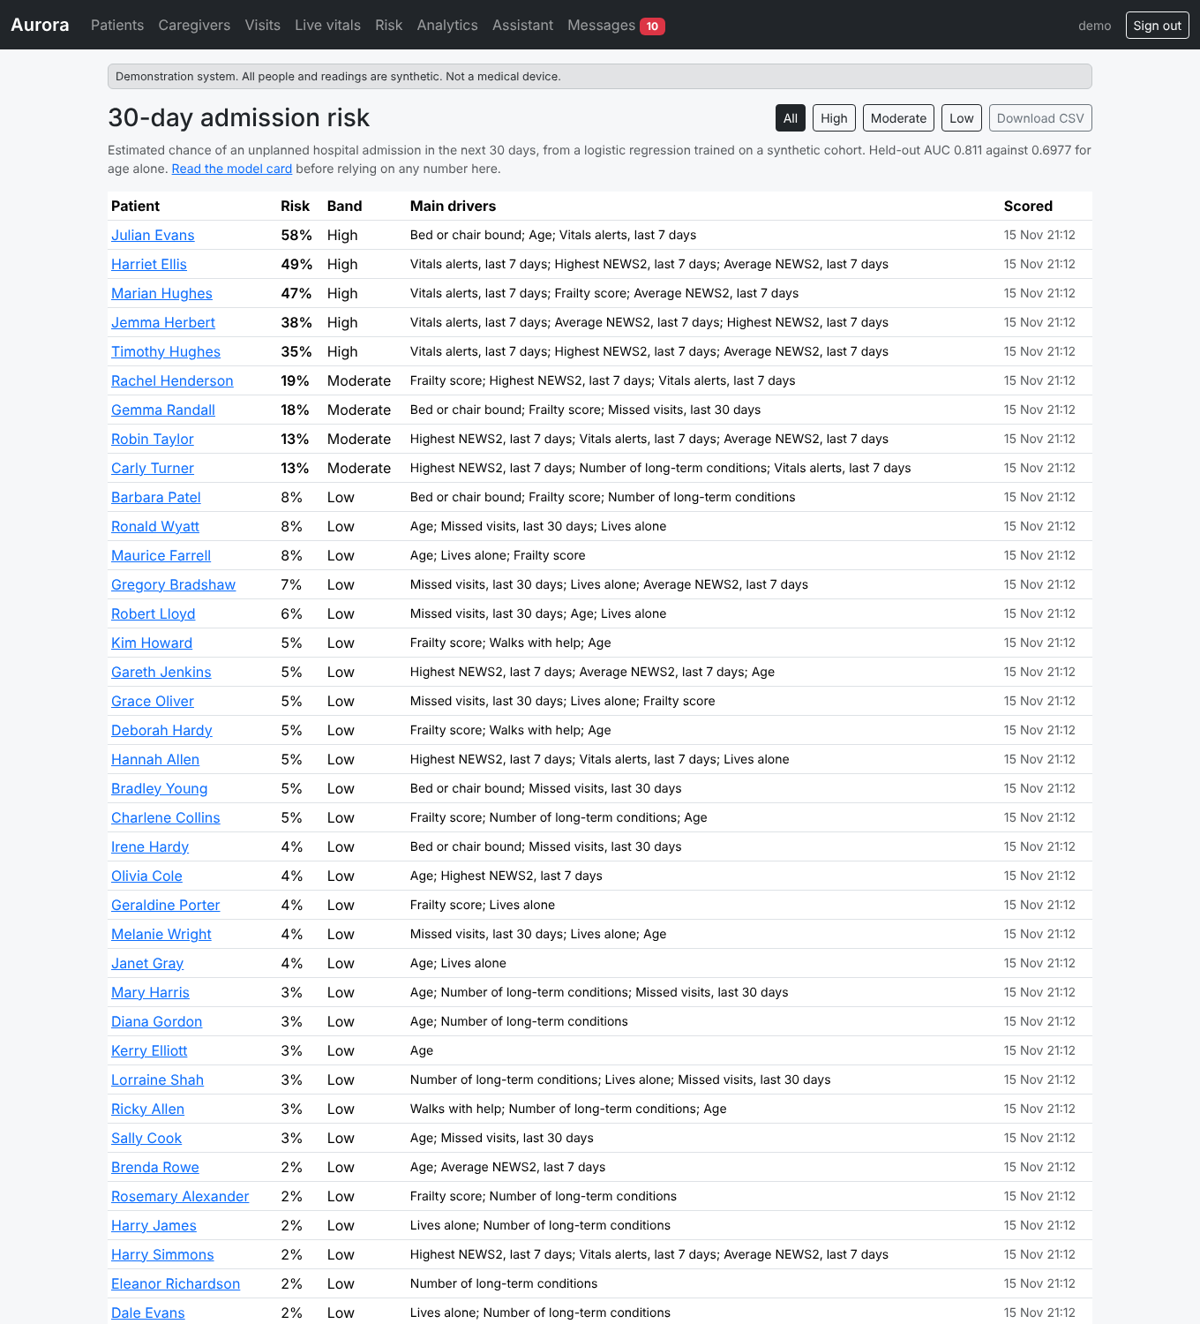 Aurora Patients Caregivers Visits Live vitals Risk Analytics Assistant Messages 10 demo Sign out
Demonstration system. All people and readings are synthetic. Not a medical device.
30-day admission risk All High Moderate Low Download CSV
Estimated chance of an unplanned hospital admission in the next 30 days, from a logistic regression trained on a synthetic cohort. Held-out AUC 0.811 against 0.6977 for
age alone. Read the model card before relying on any number here.
Patient Risk Band Main drivers Scored
Julian Evans 58% High Bed or chair bound; Age; Vitals alerts, last 7 days 15 Nov 21:12
Harriet Ellis 49% High Vitals alerts, last 7 days; Highest NEWS2, last 7 days; Average NEWS2, last 7 days 15 Nov 21:12
Marian Hughes 47% High Vitals alerts, last 7 days; Frailty score; Average NEWS2, last 7 days 15 Nov 21:12
Jemma Herbert 38% High Vitals alerts, last 7 days; Average NEWS2, last 7 days; Highest NEWS2, last 7 days 15 Nov 21:12
Timothy Hughes 35% High Vitals alerts, last 7 days; Highest NEWS2, last 7 days; Average NEWS2, last 7 days 15 Nov 21:12
Rachel Henderson 19% Moderate Frailty score; Highest NEWS2, last 7 days; Vitals alerts, last 7 days 15 Nov 21:12
Gemma Randall 18% Moderate Bed or chair bound; Frailty score; Missed visits, last 30 days 15 Nov 21:12
Robin Taylor 13% Moderate Highest NEWS2, last 7 days; Vitals alerts, last 7 days; Average NEWS2, last 7 days 15 Nov 21:12
Carly Turner 13% Moderate Highest NEWS2, last 7 days; Number of long-term conditions; Vitals alerts, last 7 days 15 Nov 21:12
Barbara Patel 8% Low Bed or chair bound; Frailty score; Number of long-term conditions 15 Nov 21:12
Ronald Wyatt 8% Low Age; Missed visits, last 30 days; Lives alone 15 Nov 21:12
Maurice Farrell 8% Low Age; Lives alone; Frailty score 15 Nov 21:12
Gregory Bradshaw 7% Low Missed visits, last 30 days; Lives alone; Average NEWS2, last 7 days 15 Nov 21:12
Robert Lloyd 6% Low Missed visits, last 30 days; Age; Lives alone 15 Nov 21:12
Kim Howard 5% Low Frailty score; Walks with help; Age 15 Nov 21:12
Gareth Jenkins 5% Low Highest NEWS2, last 7 days; Average NEWS2, last 7 days; Age 15 Nov 21:12
Grace Oliver 5% Low Missed visits, last 30 days; Lives alone; Frailty score 15 Nov 21:12
Deborah Hardy 5% Low Frailty score; Walks with help; Age 15 Nov 21:12
Hannah Allen 5% Low Highest NEWS2, last 7 days; Vitals alerts, last 7 days; Lives alone 15 Nov 21:12
Bradley Young 5% Low Bed or chair bound; Missed visits, last 30 days 15 Nov 21:12
Charlene Collins 5% Low Frailty score; Number of long-term conditions; Age 15 Nov 21:12
Irene Hardy 4% Low Bed or chair bound; Missed visits, last 30 days 15 Nov 21:12
Olivia Cole 4% Low Age; Highest NEWS2, last 7 days 15 Nov 21:12
Geraldine Porter 4% Low Frailty score; Lives alone 15 Nov 21:12
Melanie Wright 4% Low Missed visits, last 30 days; Lives alone; Age 15 Nov 21:12
Janet Gray 4% Low Age; Lives alone 15 Nov 21:12
Mary Harris 3% Low Age; Number of long-term conditions; Missed visits, last 30 days 15 Nov 21:12
Diana Gordon 3% Low Age; Number of long-term conditions 15 Nov 21:12
Kerry Elliott 3% Low Age 15 Nov 21:12
Lorraine Shah 3% Low Number of long-term conditions; Lives alone; Missed visits, last 30 days 15 Nov 21:12
Ricky Allen 3% Low Walks with help; Number of long-term conditions; Age 15 Nov 21:12
Sally Cook 3% Low Age; Missed visits, last 30 days 15 Nov 21:12
Brenda Rowe 2% Low Age; Average NEWS2, last 7 days 15 Nov 21:12
Rosemary Alexander 2% Low Frailty score; Number of long-term conditions 15 Nov 21:12
Harry James 2% Low Lives alone; Number of long-term conditions 15 Nov 21:12
Harry Simmons 2% Low Highest NEWS2, last 7 days; Vitals alerts, last 7 days; Average NEWS2, last 7 days 15 Nov 21:12
Eleanor Richardson 2% Low Number of long-term conditions 15 Nov 21:12
Dale Evans 2% Low Lives alone; Number of long-term conditions 15 Nov 21:12